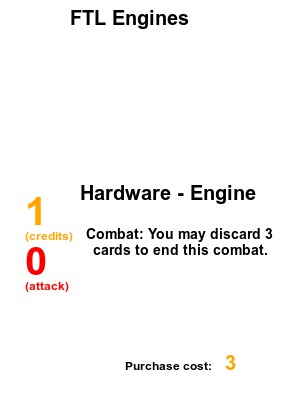 FTL Engines
Hardware - Engine
1
(credits)
Combat: You may discard 3
cards to end this combat.
0
(attack)
Purchase cost: 3